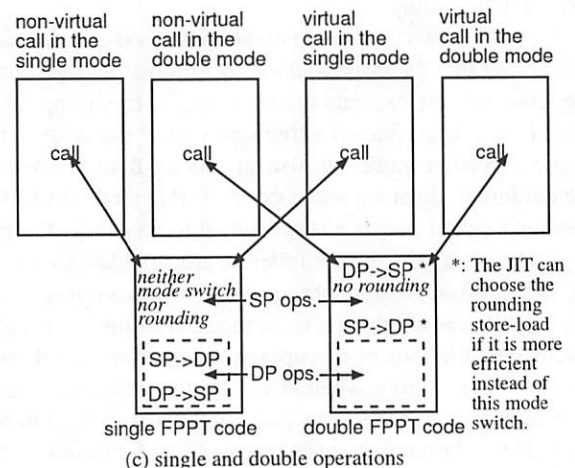 non-virtual
call in the
single mode
non-virtual
call in the
double mode
virtual
call in the
single mode
virtual
call in the
double mode
call
call
call
call
neither
mode switch
nor
rounding
SP->DP
DP->SP
SP ops.
DP ops.
DP->SP
no rounding
SP->DP*
*: The JIT can
choose the
rounding
store-load
if it is more
efficient
instead of
this mode
switch.
single FPPT code
double FPPT code
(c) single and double operations